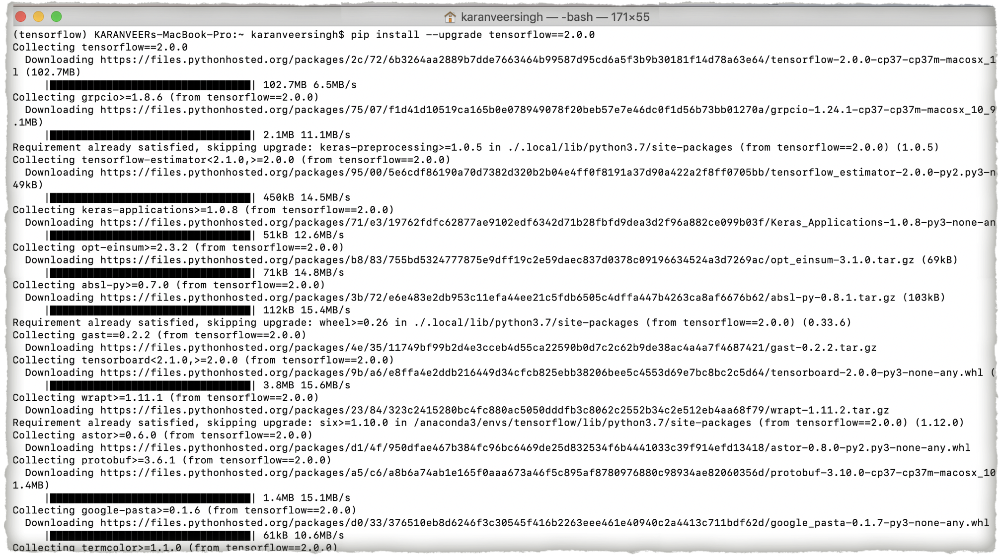 karanveersingh — -bash — 171×55
(tensorflow) KARANVEERs-MacBook-Pro:~ karanveersingh$ pip install --upgrade tensorflow==2.0.0
Collecting tensorflow==2.0.0
  Downloading https://files.pythonhosted.org/packages/2c/72/6b3264aa2889b7dde7663464b99587d95cd6a5f3b9b30181f14d78a63e64/tensorflow-2.0.0-cp37-cp37m-macosx_1
l (102.7MB)
| 102.7MB 6.5MB/s
Collecting grpcio>=1.8.6 (from tensorflow==2.0.0)
  Downloading https://files.pythonhosted.org/packages/75/07/f1d41d10519ca165b0e078949078f20beb57e7e46dc0f1d56b73bb01270a/grpcio-1.24.1-cp37-cp37m-macosx_10_9
.1MB)
| 2.1MB 11.1MB/s
Requirement already satisfied, skipping upgrade: keras-preprocessing>=1.0.5 in ./.local/lib/python3.7/site-packages (from tensorflow==2.0.0) (1.0.5)
Collecting tensorflow-estimator<2.1.0,>=2.0.0 (from tensorflow==2.0.0)
  Downloading https://files.pythonhosted.org/packages/95/00/5e6cdf86190a70d7382d320b2b04e4ff0f8191a37d90a422a2f8ff0705bb/tensorflow_estimator-2.0.0-py2.py3-n
49kB)
| 450kB 14.5MB/s
Collecting keras-applications>=1.0.8 (from tensorflow==2.0.0)
  Downloading https://files.pythonhosted.org/packages/71/e3/19762fdfc62877ae9102edf6342d71b28fbfd9dea3d2f96a882ce099b03f/Keras_Applications-1.0.8-py3-none-an
| 51kB 12.6MB/s
Collecting opt-einsum>=2.3.2 (from tensorflow==2.0.0)
  Downloading https://files.pythonhosted.org/packages/b8/83/755bd5324777875e9dff19c2e59daec837d0378c09196634524a3d7269ac/opt_einsum-3.1.0.tar.gz (69kB)
| 71kB 14.8MB/s
Collecting absl-py>=0.7.0 (from tensorflow==2.0.0)
  Downloading https://files.pythonhosted.org/packages/3b/72/e6e483e2db953c11efa44ee21c5fdb6505c4dffa447b4263ca8af6676b62/absl-py-0.8.1.tar.gz (103kB)
| 112kB 15.4MB/s
Requirement already satisfied, skipping upgrade: wheel>=0.26 in ./.local/lib/python3.7/site-packages (from tensorflow==2.0.0) (0.33.6)
Collecting gast==0.2.2 (from tensorflow==2.0.0)
  Downloading https://files.pythonhosted.org/packages/4e/35/11749bf99b2d4e3cceb4d55ca22590b0d7c2c62b9de38ac4a4a7f4687421/gast-0.2.2.tar.gz
Collecting tensorboard<2.1.0,>=2.0.0 (from tensorflow==2.0.0)
  Downloading https://files.pythonhosted.org/packages/9b/a6/e8ffa4e2ddb216449d34cfcb825ebb38206bee5c4553d69e7bc8bc2c5d64/tensorboard-2.0.0-py3-none-any.whl (
| 3.8MB 15.6MB/s
Collecting wrapt>=1.11.1 (from tensorflow==2.0.0)
  Downloading https://files.pythonhosted.org/packages/23/84/323c2415280bc4fc880ac5050dddfb3c8062c2552b34c2e512eb4aa68f79/wrapt-1.11.2.tar.gz
Requirement already satisfied, skipping upgrade: six>=1.10.0 in /anaconda3/envs/tensorflow/lib/python3.7/site-packages (from tensorflow==2.0.0) (1.12.0)
Collecting astor>=0.6.0 (from tensorflow==2.0.0)
  Downloading https://files.pythonhosted.org/packages/d1/4f/950dfae467b384fc96bc6469de25d832534f6b4441033c39f914efd13418/astor-0.8.0-py2.py3-none-any.whl
Collecting protobuf>=3.6.1 (from tensorflow==2.0.0)
  Downloading https://files.pythonhosted.org/packages/a5/c6/a8b6a74ab1e165f0aaa673a46f5c895af8780976880c98934ae82060356d/protobuf-3.10.0-cp37-cp37m-macosx_10
1.4MB)
| 1.4MB 15.1MB/s
Collecting google-pasta>=0.1.6 (from tensorflow==2.0.0)
  Downloading https://files.pythonhosted.org/packages/d0/33/376510eb8d6246f3c30545f416b2263eee461e40940c2a4413c711bdf62d/google_pasta-0.1.7-py3-none-any.whl
| 61kB 10.6MB/s
Collecting termcolor>=1.1.0 (from tensorflow==2.0.0)